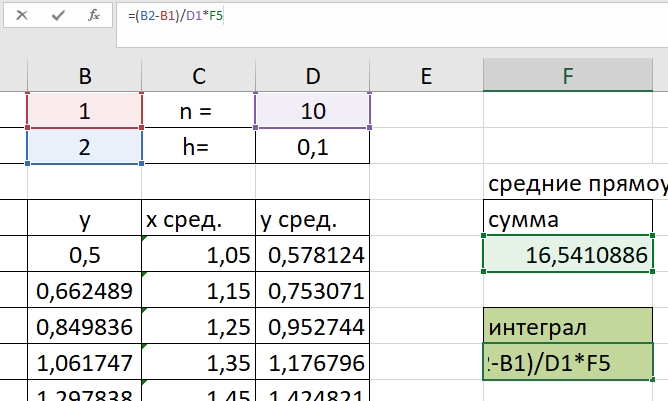 =(B2-B1)/D1*F5
B C D E F
1 n = 10
2 h= 0,1
средние прямоу
y x сред. y сред. сумма
0,5 1,05 0,578124 16,5410886
0,662489 1,15 0,753071
0,849836 1,25 0,952744 интеграл
1,061747 1,35 1,176796 2-B1)/D1*F5
1,297838 1,45 1,424821